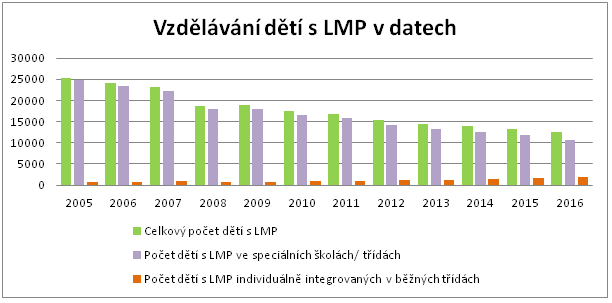 Vzdělávání dětí s LMP v datech
30000
25000
20000
15000
10000
5000
0
2005 2006 2007 2008 2009 2010 2011 2012 2013 2014 2015 2016
Celkový počet dětí s LMP
Počet dětí s LMP ve speciálních školách/ třídách
Počet dětí s LMP individuálně integrovaných v běžných třídách